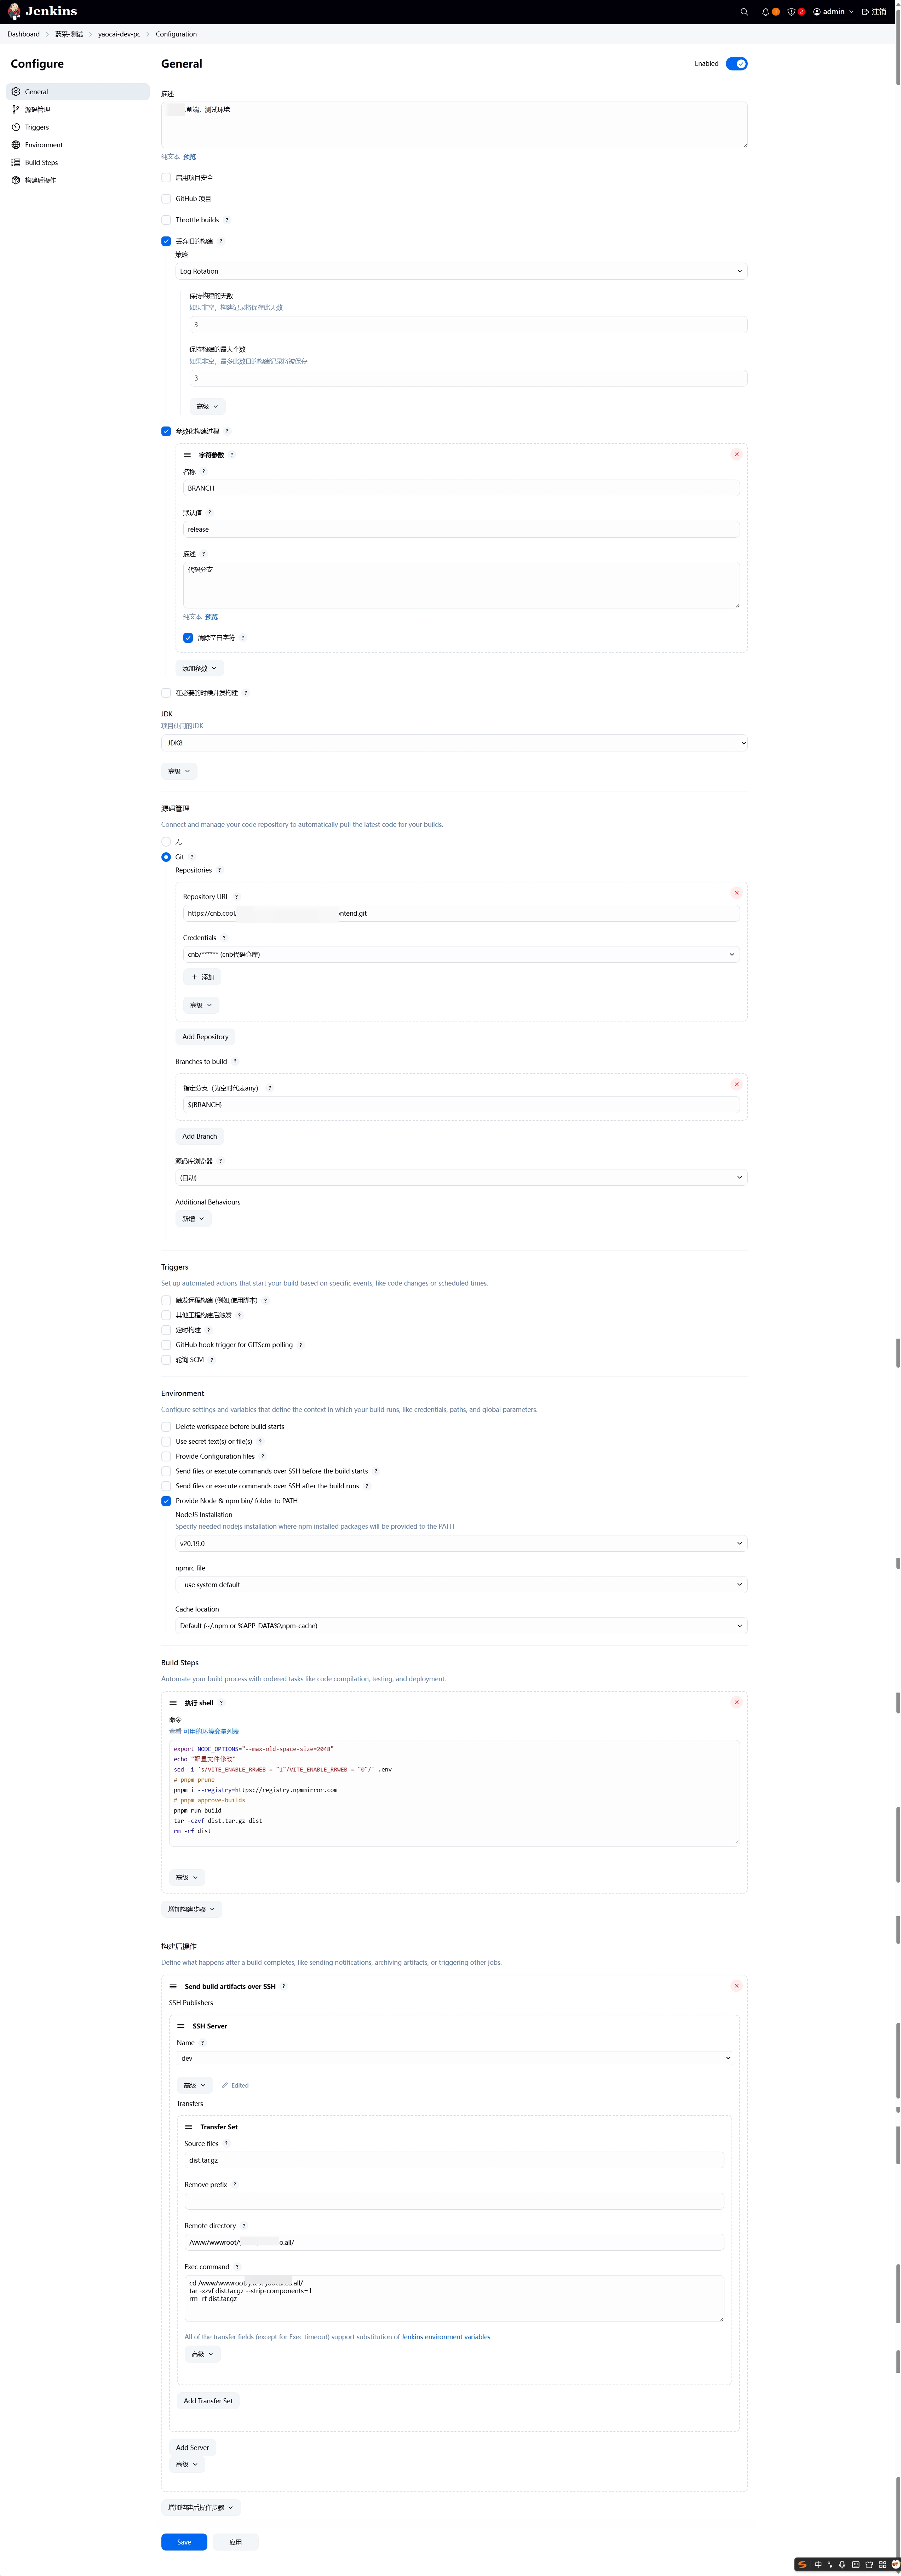 Jenkins
1
2
admin
注销
Dashboard
药采-测试
yaocai-dev-pc
Configuration
Configure
General
源码管理
Triggers
Environment
Build Steps
构建后操作
General
Enabled
描述
前端，测试环境
纯文本 预览
启用项目安全
GitHub 项目
Throttle builds ?
丢弃旧的构建 ?
策略
Log Rotation
保持构建的天数
如果非空，构建记录将保存此天数
3
保持构建的最大个数
如果非空，最多此数目的构建记录将被保存
3
高级
参数化构建过程 ?
字符参数 ?
名称 ?
BRANCH
默认值 ?
release
描述 ?
代码分支
纯文本 预览
清除空白字符 ?
添加参数
在必要的时候并发构建 ?
JDK
项目使用的JDK
JDK8
高级
源码管理
Connect and manage your code repository to automatically pull the latest code for your builds.
无
Git ?
Repositories ?
Repository URL ?
https://cnb.cool/ ntend.git
Credentials ?
cnb/****** (cnb代码仓库)
+ 添加
高级
Add Repository
Branches to build ?
指定分支（为空时代表any） ?
${BRANCH}
Add Branch
源码库浏览器 ?
(自动)
Additional Behaviours
新增
Triggers
Set up automated actions that start your build based on specific events, like code changes or scheduled times.
触发远程构建 (例如,使用脚本) ?
其他工程构建后触发 ?
定时构建 ?
GitHub hook trigger for GITScm polling ?
轮询 SCM ?
Environment
Configure settings and variables that define the context in which your build runs, like credentials, paths, and global parameters.
Delete workspace before build starts
Use secret text(s) or file(s) ?
Provide Configuration files ?
Send files or execute commands over SSH before the build starts ?
Send files or execute commands over SSH after the build runs ?
Provide Node & npm bin/ folder to PATH
NodeJS Installation
Specify needed nodejs installation where npm installed packages will be provided to the PATH
v20.19.0
npmrc file
- use system default -
Cache location
Default (~/.npm or %APP_DATA%\npm-cache)
Build Steps
Automate your build process with ordered tasks like code compilation, testing, and deployment.
执行 shell ?
命令
查看 可用的环境变量列表
export NODE_OPTIONS="--max-old-space-size=2048"
echo "配置文件修改"
sed -i 's/VITE_ENABLE_RRWEB = "1"/VITE_ENABLE_RRWEB = "0"/' .env
# pnpm prune
pnpm i --registry=https://registry.npmmirror.com
# pnpm approve-builds
pnpm run build
tar -czvf dist.tar.gz dist
rm -rf dist
高级
增加构建步骤
构建后操作
Define what happens after a build completes, like sending notifications, archiving artifacts, or triggering other jobs.
Send build artifacts over SSH ?
SSH Publishers
SSH Server
Name ?
dev
高级
Edited
Transfers
Transfer Set
Source files ?
dist.tar.gz
Remove prefix ?
Remote directory ?
/www/wwwroot/ o.all/
Exec command ?
cd /www/wwwroot/ .all/
tar -xzvf dist.tar.gz --strip-components=1
rm -rf dist.tar.gz
All of the transfer fields (except for Exec timeout) support substitution of Jenkins environment variables
高级
Add Transfer Set
Add Server
高级
增加构建后操作步骤
Save
应用
中